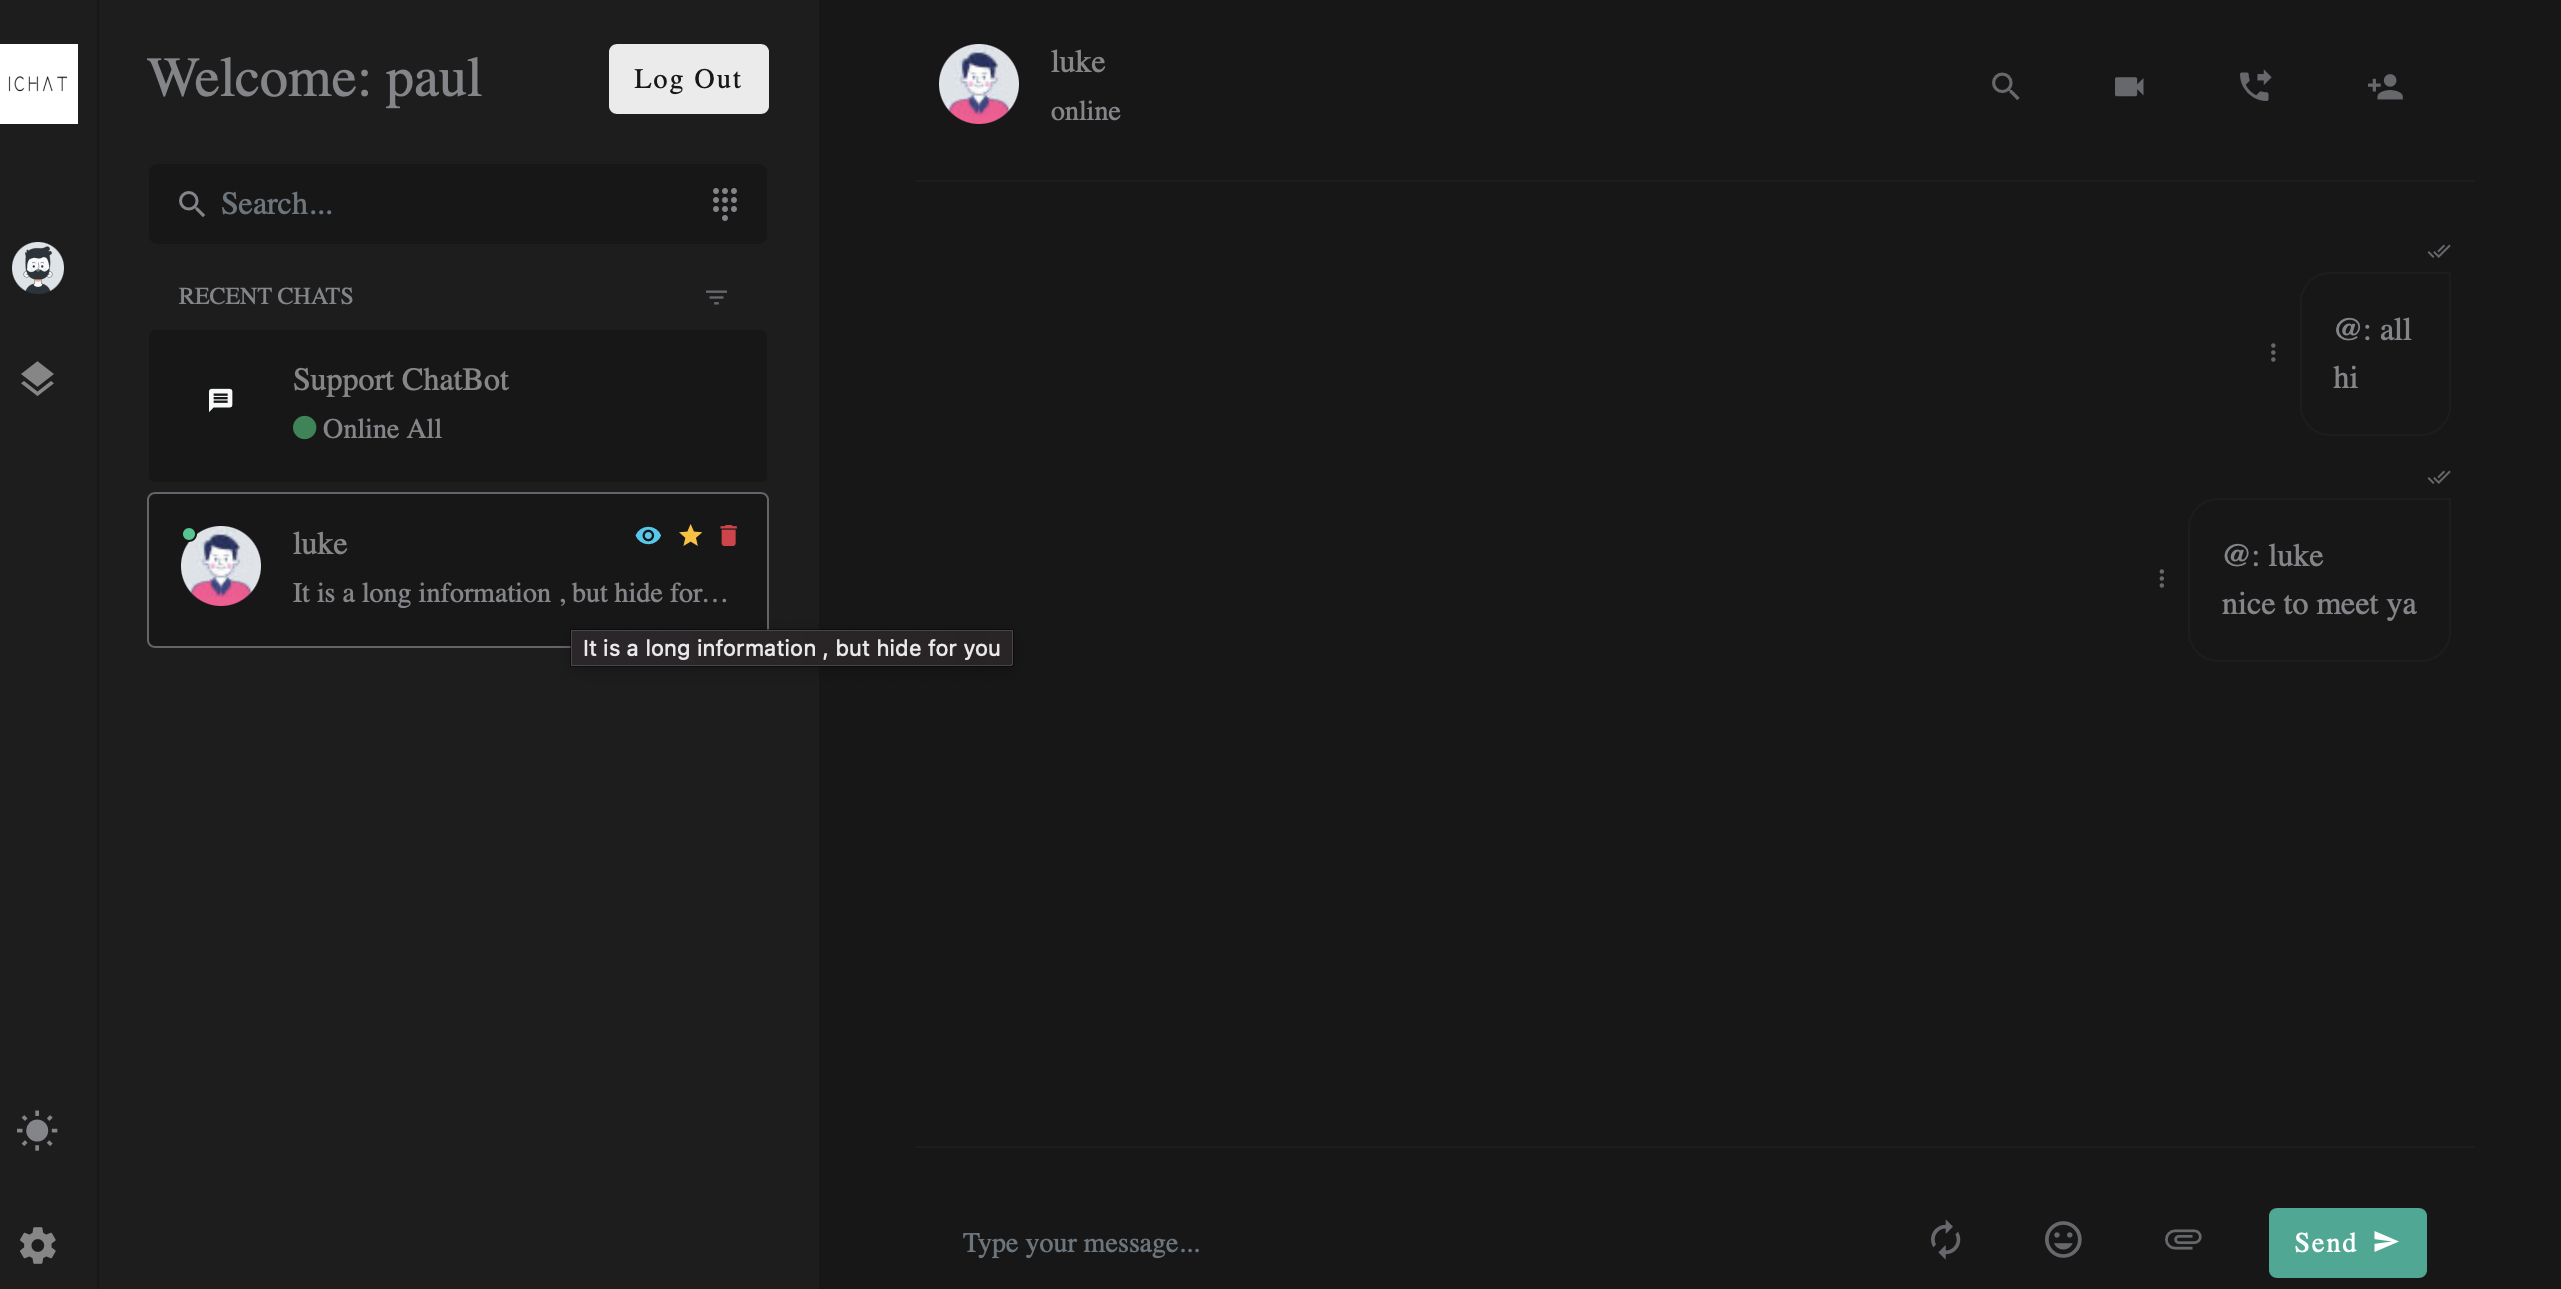 ICHAT
Welcome: paul
Log Out
Search...
RECENT CHATS
Support ChatBot
Online All
luke
It is a long information , but hide for...
It is a long information , but hide for you
luke
online
@: all
hi
@: luke
nice to meet ya
Type your message...
Send